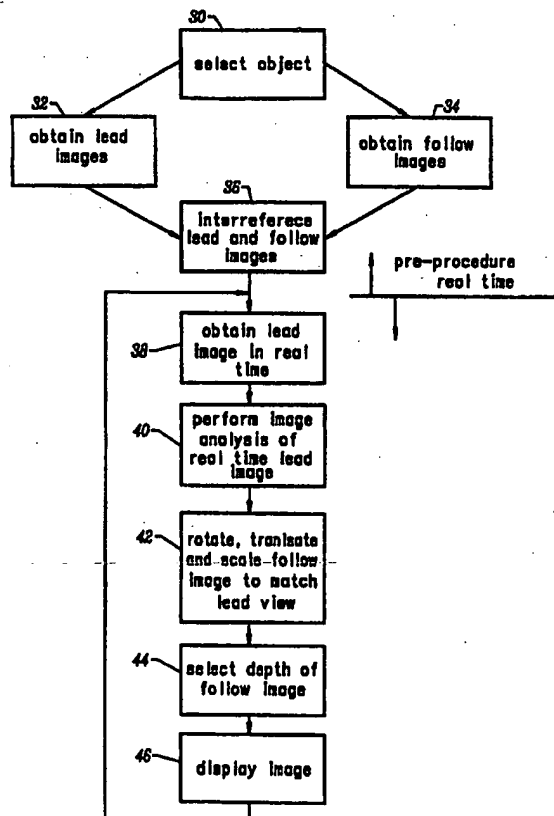 30
select object
32
obtain lead
images
34
obtain follow
images
36
interreferece
lead and follow
images
pre-procedure
real time
38
obtain lead
image in real
time
40
perform image
analysis of
real time lead
image
42
rotate, translate
and scale follow
image to match
lead view
44
select depth of
follow image
46
display image